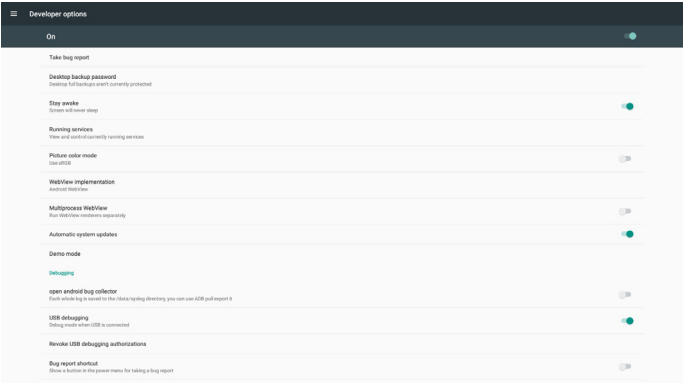 Developer options
On
Take bug report
Desktop backup password
Desktop full backups aren't currently protected
Stay awake
Screen will never sleep
Running services
View and control currently running services
Picture color mode
Use sRGB
WebView implementation
Android WebView
Multiprocess WebView
Run WebView renderers separately
Automatic system updates
Demo mode
Debugging
open android bug collector
Each whole log is saved to the /data/syslog directory, you can use ADB pull export it
USB debugging
Debug mode when USB is connected
Revoke USB debugging authorizations
Bug report shortcut
Show a button in the power menu for taking a bug report